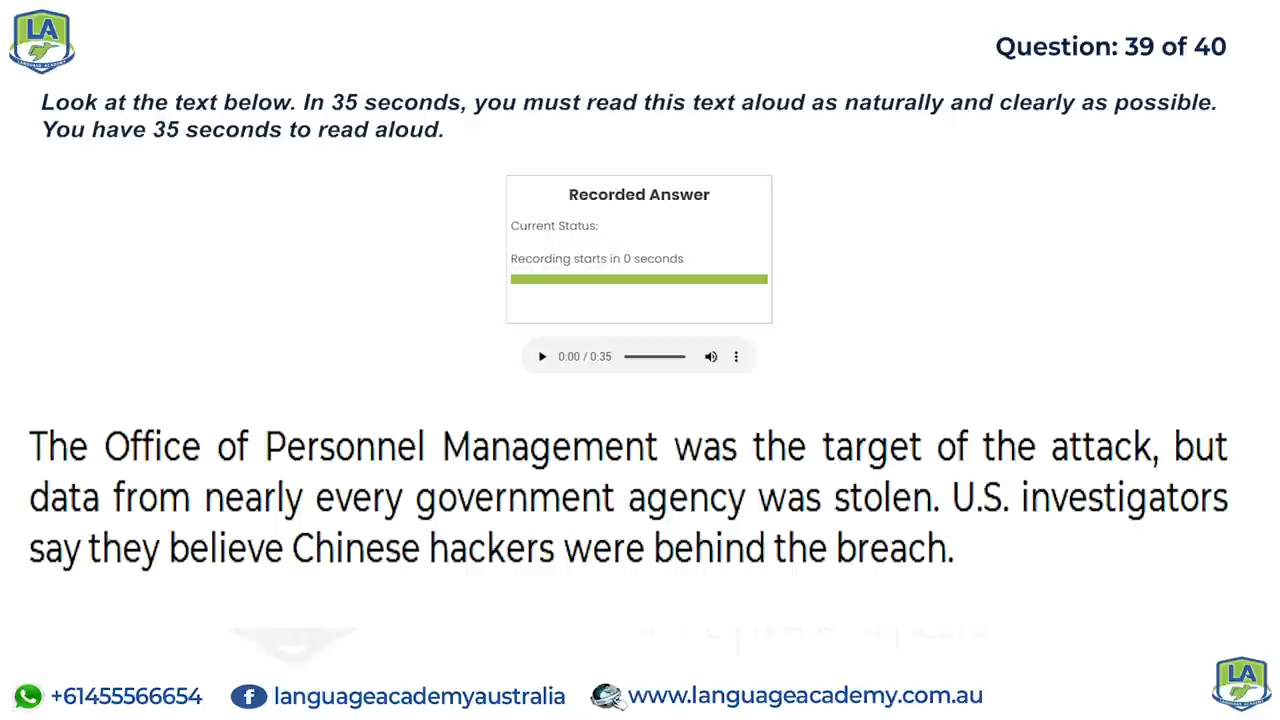 LA
LANGUAGE ACADEMY
Question: 39 of 40
Look at the text below. In 35 seconds, you must read this text aloud as naturally and clearly as possible.
You have 35 seconds to read aloud.
Recorded Answer
Current Status:
Recording starts in 0 seconds
0:00 / 0:35
The Office of Personnel Management was the target of the attack, but
data from nearly every government agency was stolen. U.S. investigators
say they believe Chinese hackers were behind the breach.
+61455566654
languageacademyaustralia
www.languageacademy.com.au
LA